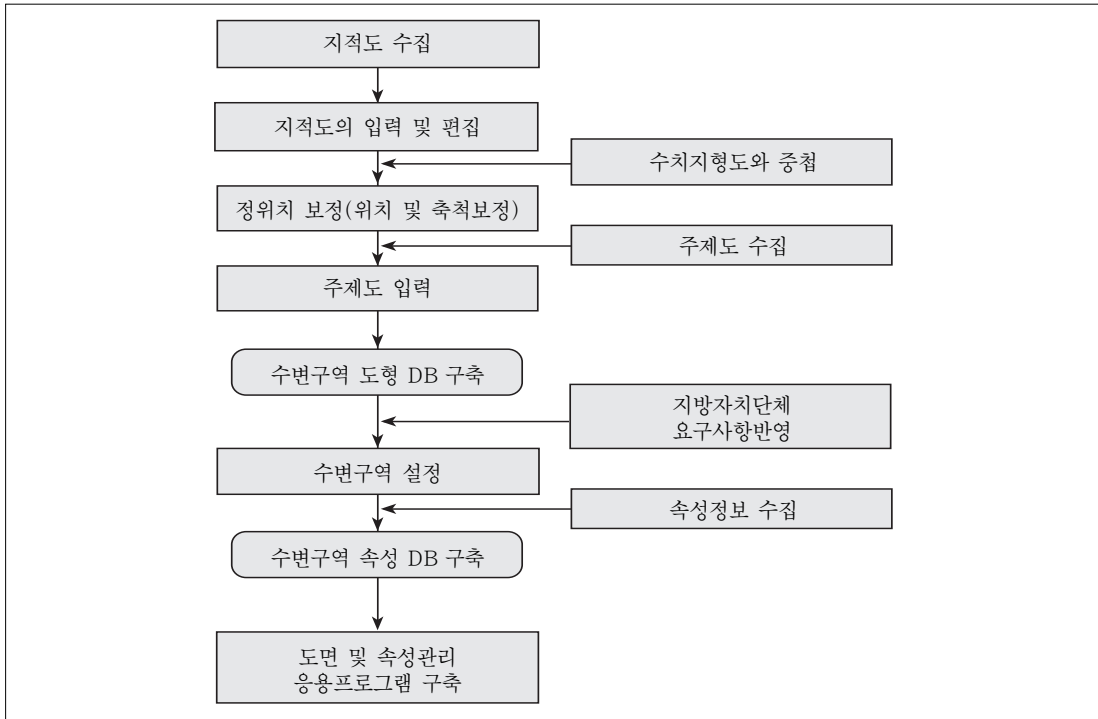 지적도 수집
지적도의 입력 및 편집
수치지형도와 중첩
정위치 보정(위치 및 축척보정)
주제도 수집
주제도 입력
수변구역 도형 DB 구축
지방자치단체
요구사항반영
수변구역 설정
속성정보 수집
수변구역 속성 DB 구축
도면 및 속성관리
응용프로그램 구축